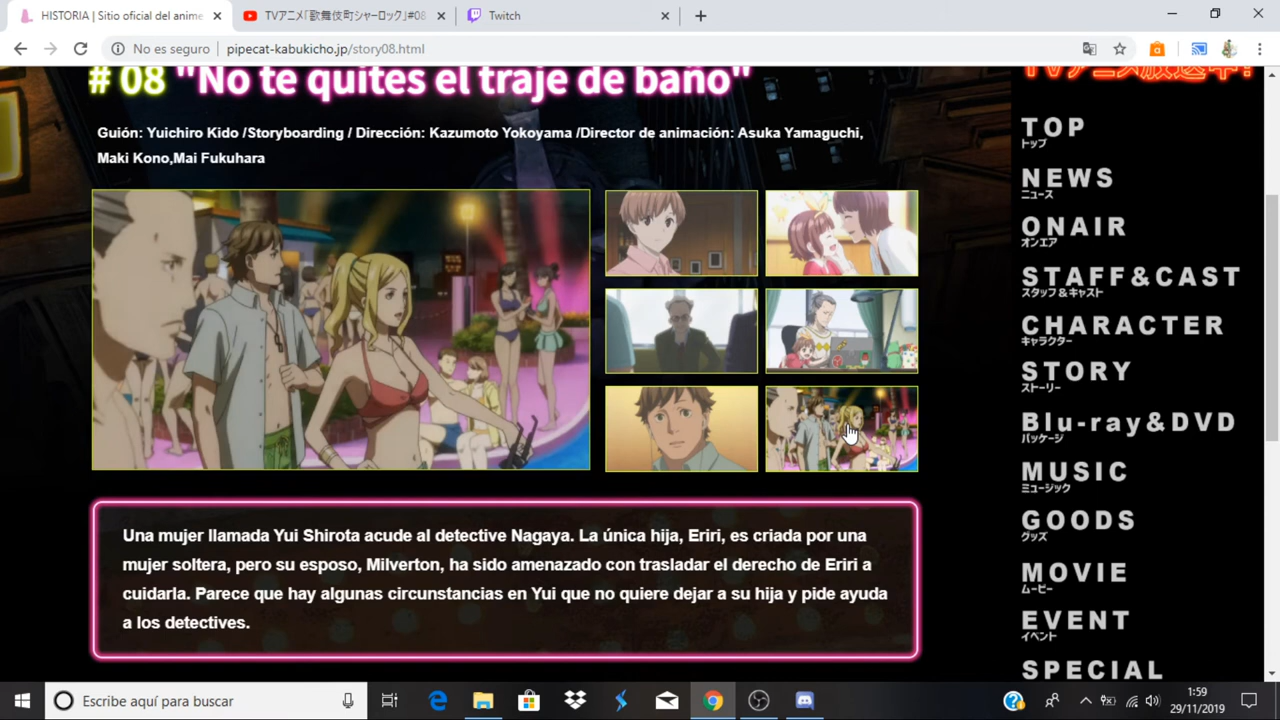 HISTORIA | Sitio oficial del anime
TVアニメ「歌舞伎町シャーロック」#08
Twitch
No es seguro
pipecat-kabukicho.jp/story08.html
# 08 "No te quites el traje de baño"
Guión: Yuichiro Kido /Storyboarding / Dirección: Kazumoto Yokoyama /Director de animación: Asuka Yamaguchi,
Maki Kono,Mai Fukuhara
Una mujer llamada Yui Shirota acude al detective Nagaya. La única hija, Eriri, es criada por una
mujer soltera, pero su esposo, Milverton, ha sido amenazado con trasladar el derecho de Eriri a
cuidarla. Parece que hay algunas circunstancias en Yui que no quiere dejar a su hija y pide ayuda
a los detectives.
TVアニメ放送中!
TOP
トップ
NEWS
ニュース
ONAIR
オンエア
STAFF&CAST
スタッフ&キャスト
CHARACTER
キャラクター
STORY
ストーリー
Blu-ray&DVD
パッケージ
MUSIC
ミュージック
GOODS
グッズ
MOVIE
ムービー
EVENT
イベント
SPECIAL
Escribe aquí para buscar
1:59
29/11/2019